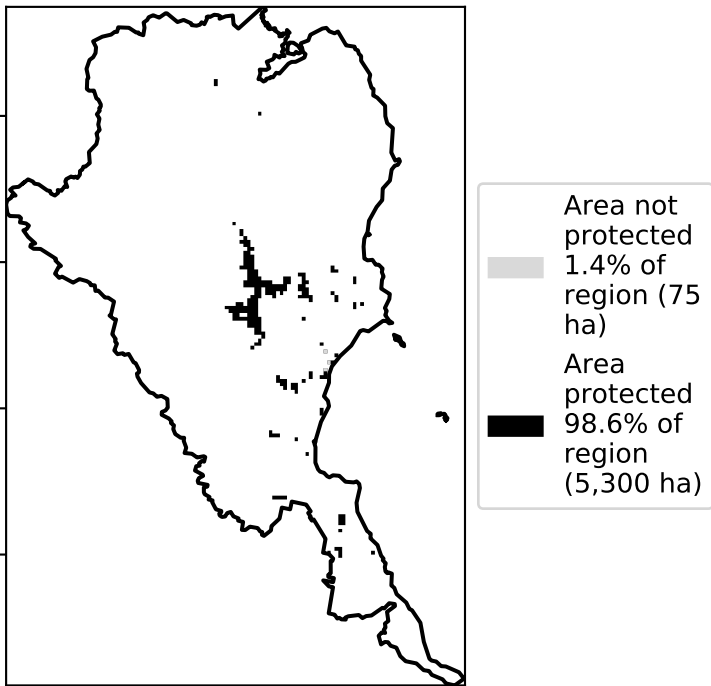 Area not
protected
1.4% of
region (75
ha)
Area
protected
98.6% of
region
(5,300 ha)